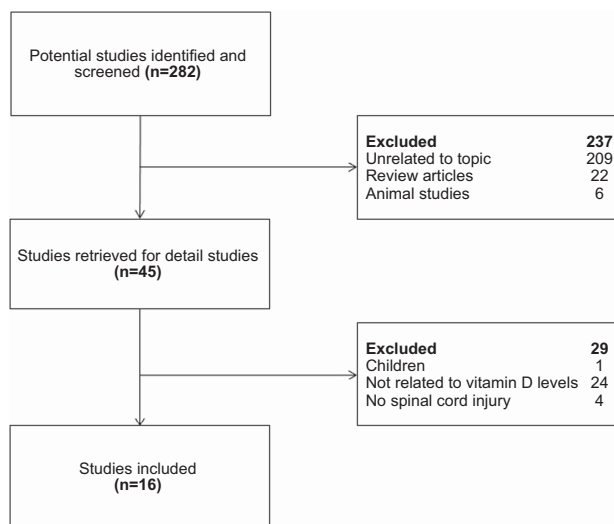 Potential studies identified and
screened (n=282)
Excluded 237
Unrelated to topic 209
Review articles 22
Animal studies 6
Studies retrieved for detail studies
(n=45)
Excluded 29
Children 1
Not related to vitamin D levels 24
No spinal cord injury 4
Studies included
(n=16)